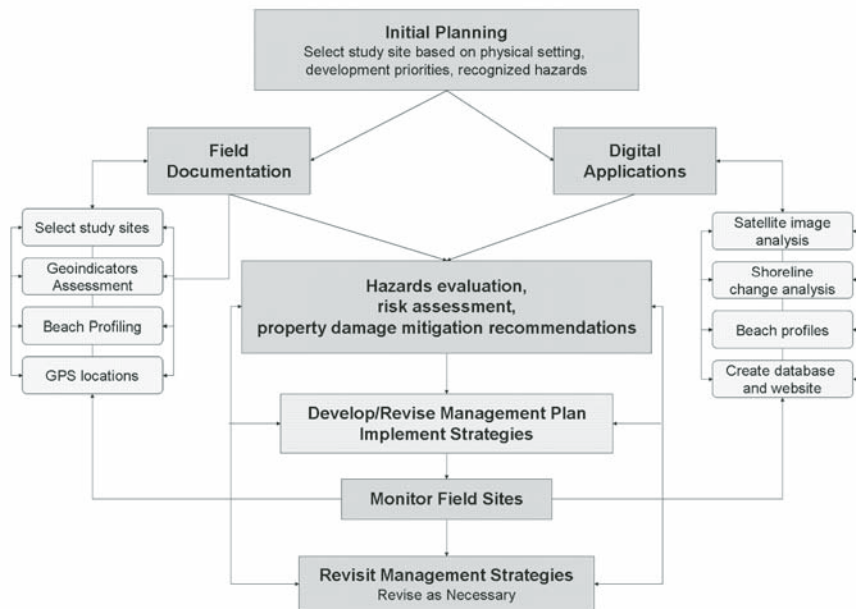 Initial Planning
Select study site based on physical setting,
development priorities, recognized hazards
Field
Documentation
Digital
Applications
Select study sites
Geoindicators
Assessment
Beach Profiling
GPS locations
Hazards evaluation,
risk assessment,
property damage mitigation recommendations
Satellite image
analysis
Shoreline
change analysis
Beach profiles
Create database
and website
Develop/Revise Management Plan
Implement Strategies
Monitor Field Sites
Revisit Management Strategies
Revise as Necessary